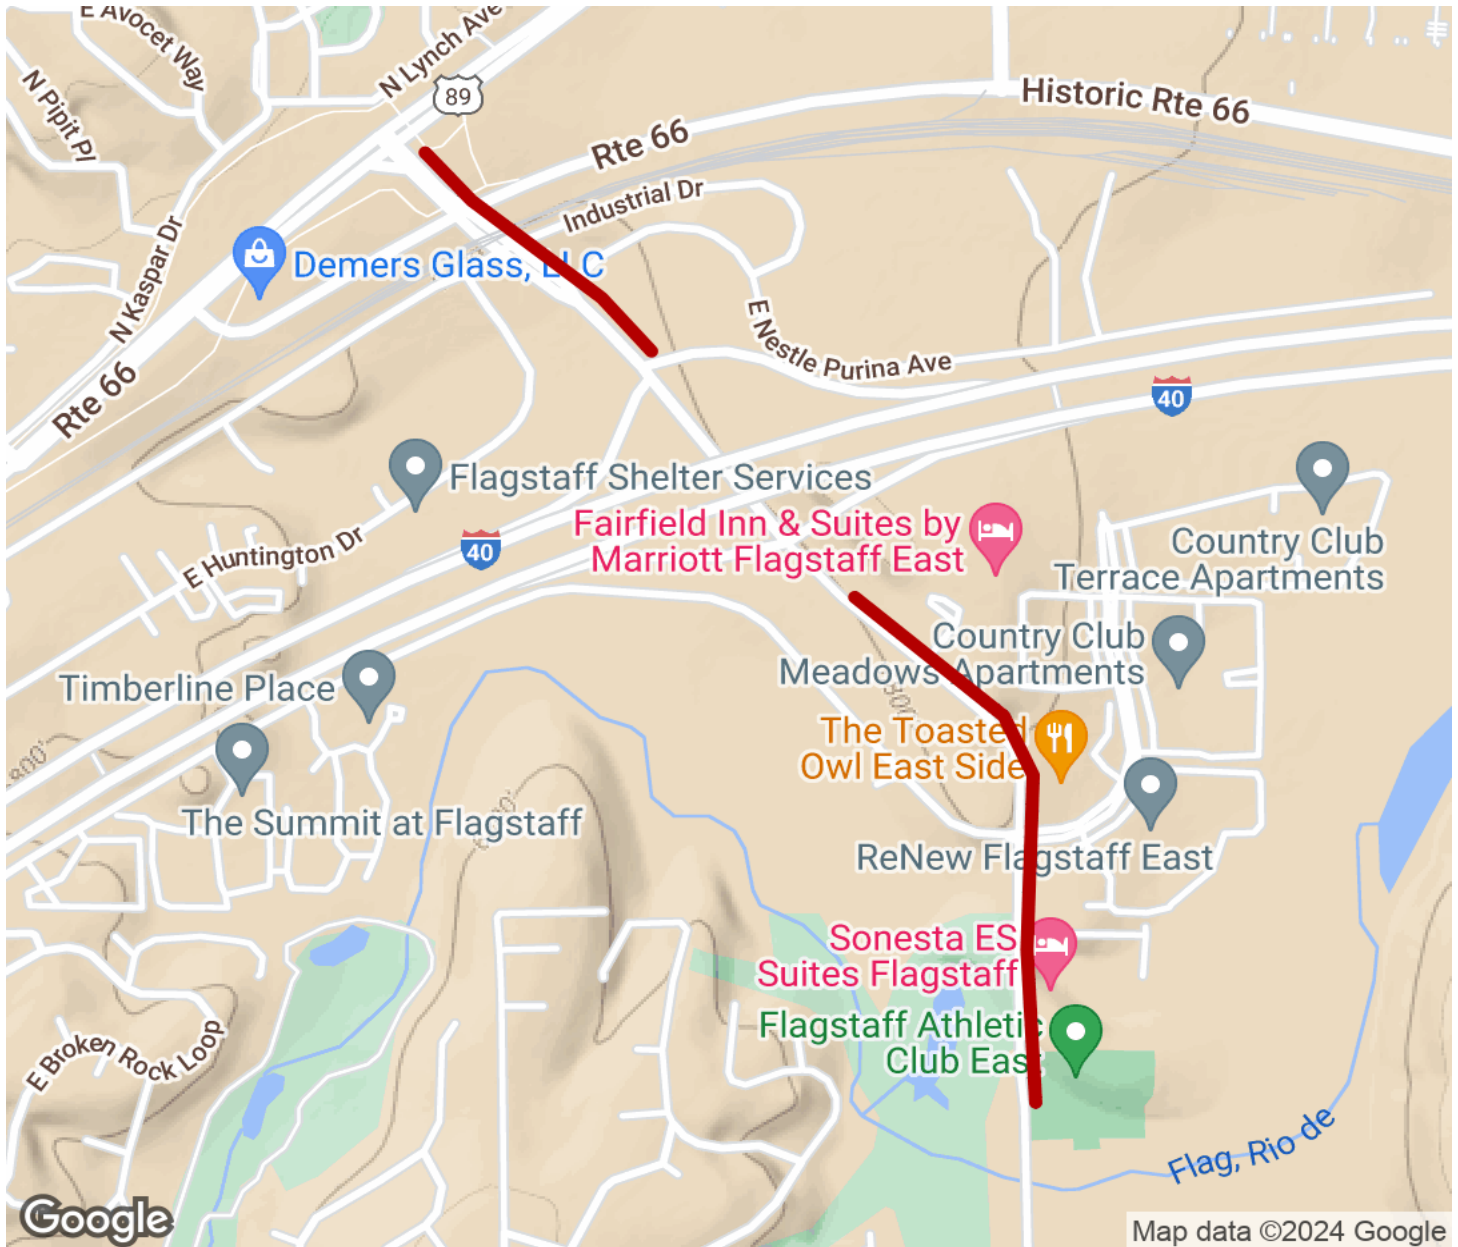 E Avocet Way
N Lynch Ave
89
N Pipit Pl
Historic Rte 66
Rte 66
Industrial Dr
N Kaspar Dr
Demers Glass, LLC
E Nestle Purina Ave
Rte 66
40
Flagstaff Shelter Services
Fairfield Inn & Suites by
Marriott Flagstaff East
40
E Huntington Dr
Country Club
Terrace Apartments
Country Club
Meadows Apartments
Timberline Place
The Toasted
Owl East Side
The Summit at Flagstaff
ReNew Flagstaff East
Sonesta ES
Suites Flagstaff
Flagstaff Athletic
Club East
E Broken Rock Loop
Flag, Rio de
Google
Map data ©2024 Google